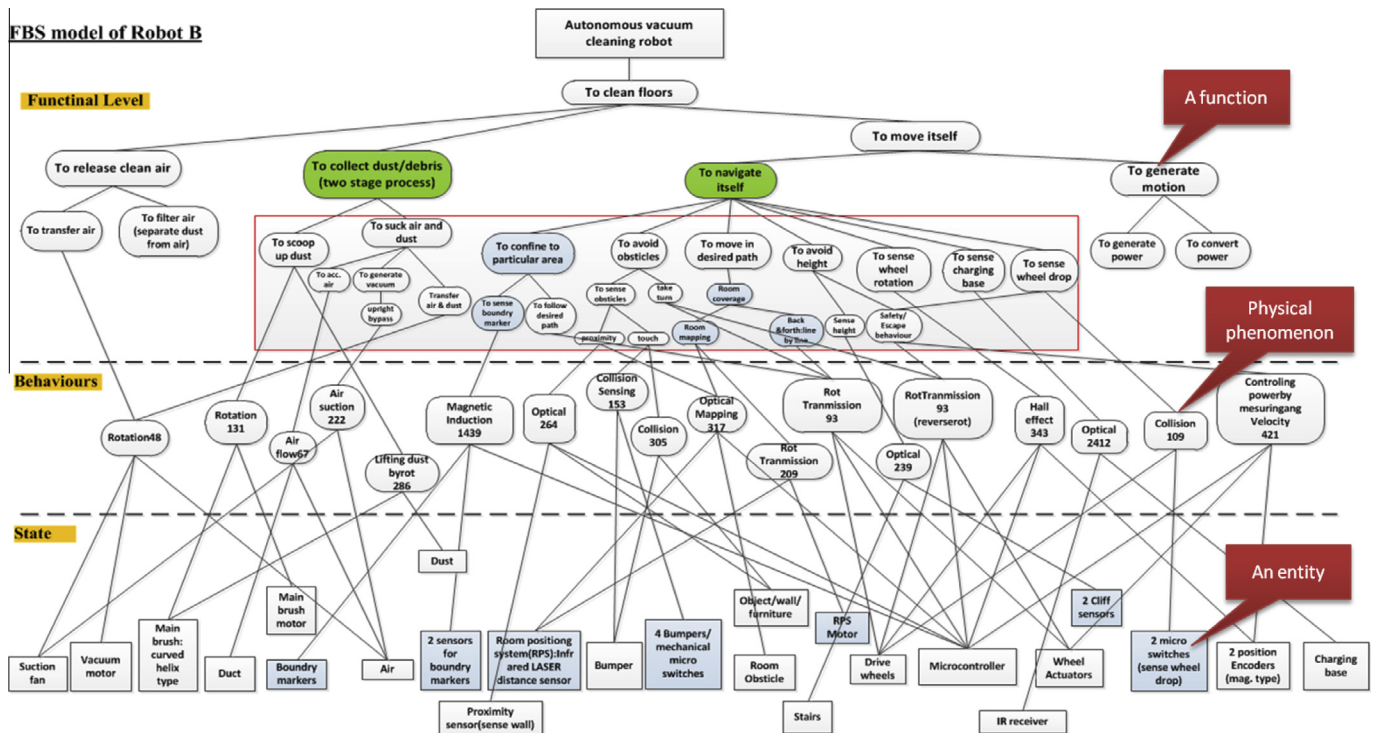 FBS model of Robot B
Autonomous vacuum
cleaning robot
Functinal Level
To clean floors
A function
To move itself
To release clean air
To collect dust/debris
(two stage process)
To navigate
itself
To generate
motion
To transfer air
To filter air
(separate dust
from air)
To scoop
up dust
To suck air and
dust
To confine to
particular area
To avoid
obsticles
To move in
desired path
To avoid
height
To sense
wheel
rotation
To sense
charging
base
To sense
wheel drop
To generate
power
To convert
power
To acc.
air
To generate
vacuum
upright
bypass
Transfer
air & dust
To sense
boundry
marker
To follow
desired
path
To sense
obsticles
take
turn
Room
coverage
proximity
touch
Room
mapping
Back
&forth:line
by line
Sense
height
Safety/
Escape
behaviour
Physical
phenomenon
Behaviours
Rotation48
Rotation
131
Air
suction
222
Air
flow67
Lifting dust
byrot
286
Magnetic
Induction
1439
Optical
264
Collision
Sensing
153
Collision
305
Optical
Mapping
317
Rot
Tranmission
209
Rot
Tranmission
93
RotTranmission
93
(reverserot)
Optical
239
Hall
effect
343
Optical
2412
Collision
109
Controling
powerby
mesuringang
Velocity
421
State
An entity
Dust
Main
brush
motor
Object/wall/
furniture
RPS
Motor
2 Cliff
sensors
Suction
fan
Vacuum
motor
Main
brush:
curved
helix
type
Duct
Boundry
markers
Air
2 sensors
for
boundry
markers
Room positiong
system(RPS):Infr
ared LASER
distance sensor
Bumper
4 Bumpers/
mechanical
micro
switches
Room
Obsticle
Drive
wheels
Microcontroller
Wheel
Actuators
2 micro
switches
(sense wheel
drop)
2 position
Encoders
(mag. type)
Charging
base
Proximity
sensor(sense wall)
Stairs
IR receiver